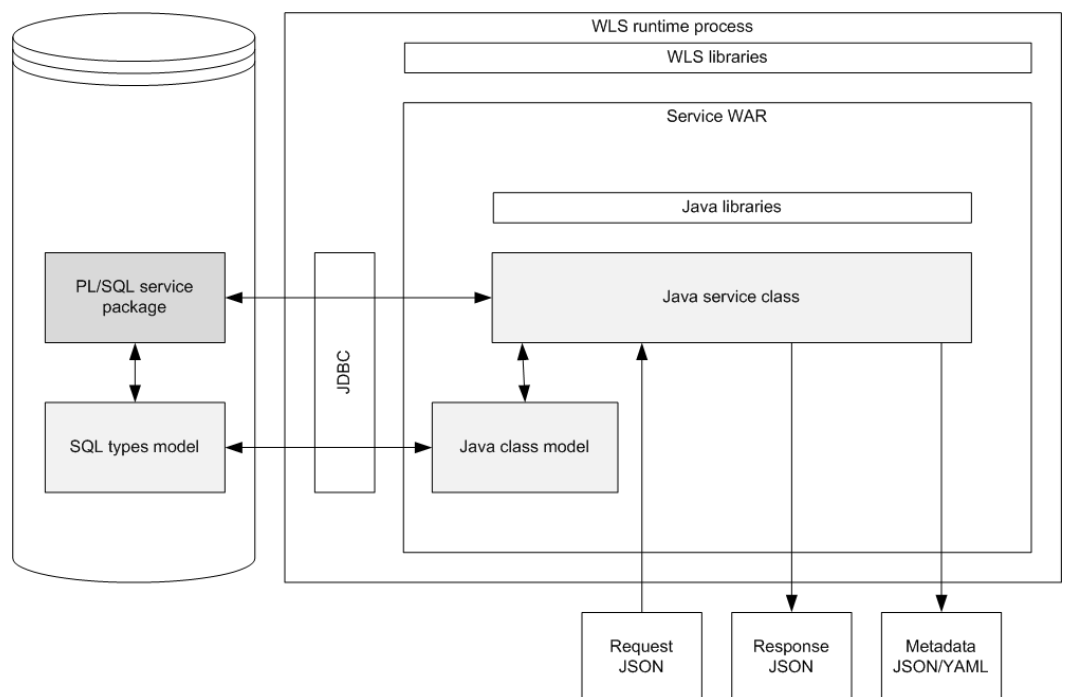 WLS runtime process
WLS libraries
Service WAR
Java libraries
PL/SQL service
package
Java service class
JDBC
SQL types model
Java class model
Request
JSON
Response
JSON
Metadata
JSON/YAML